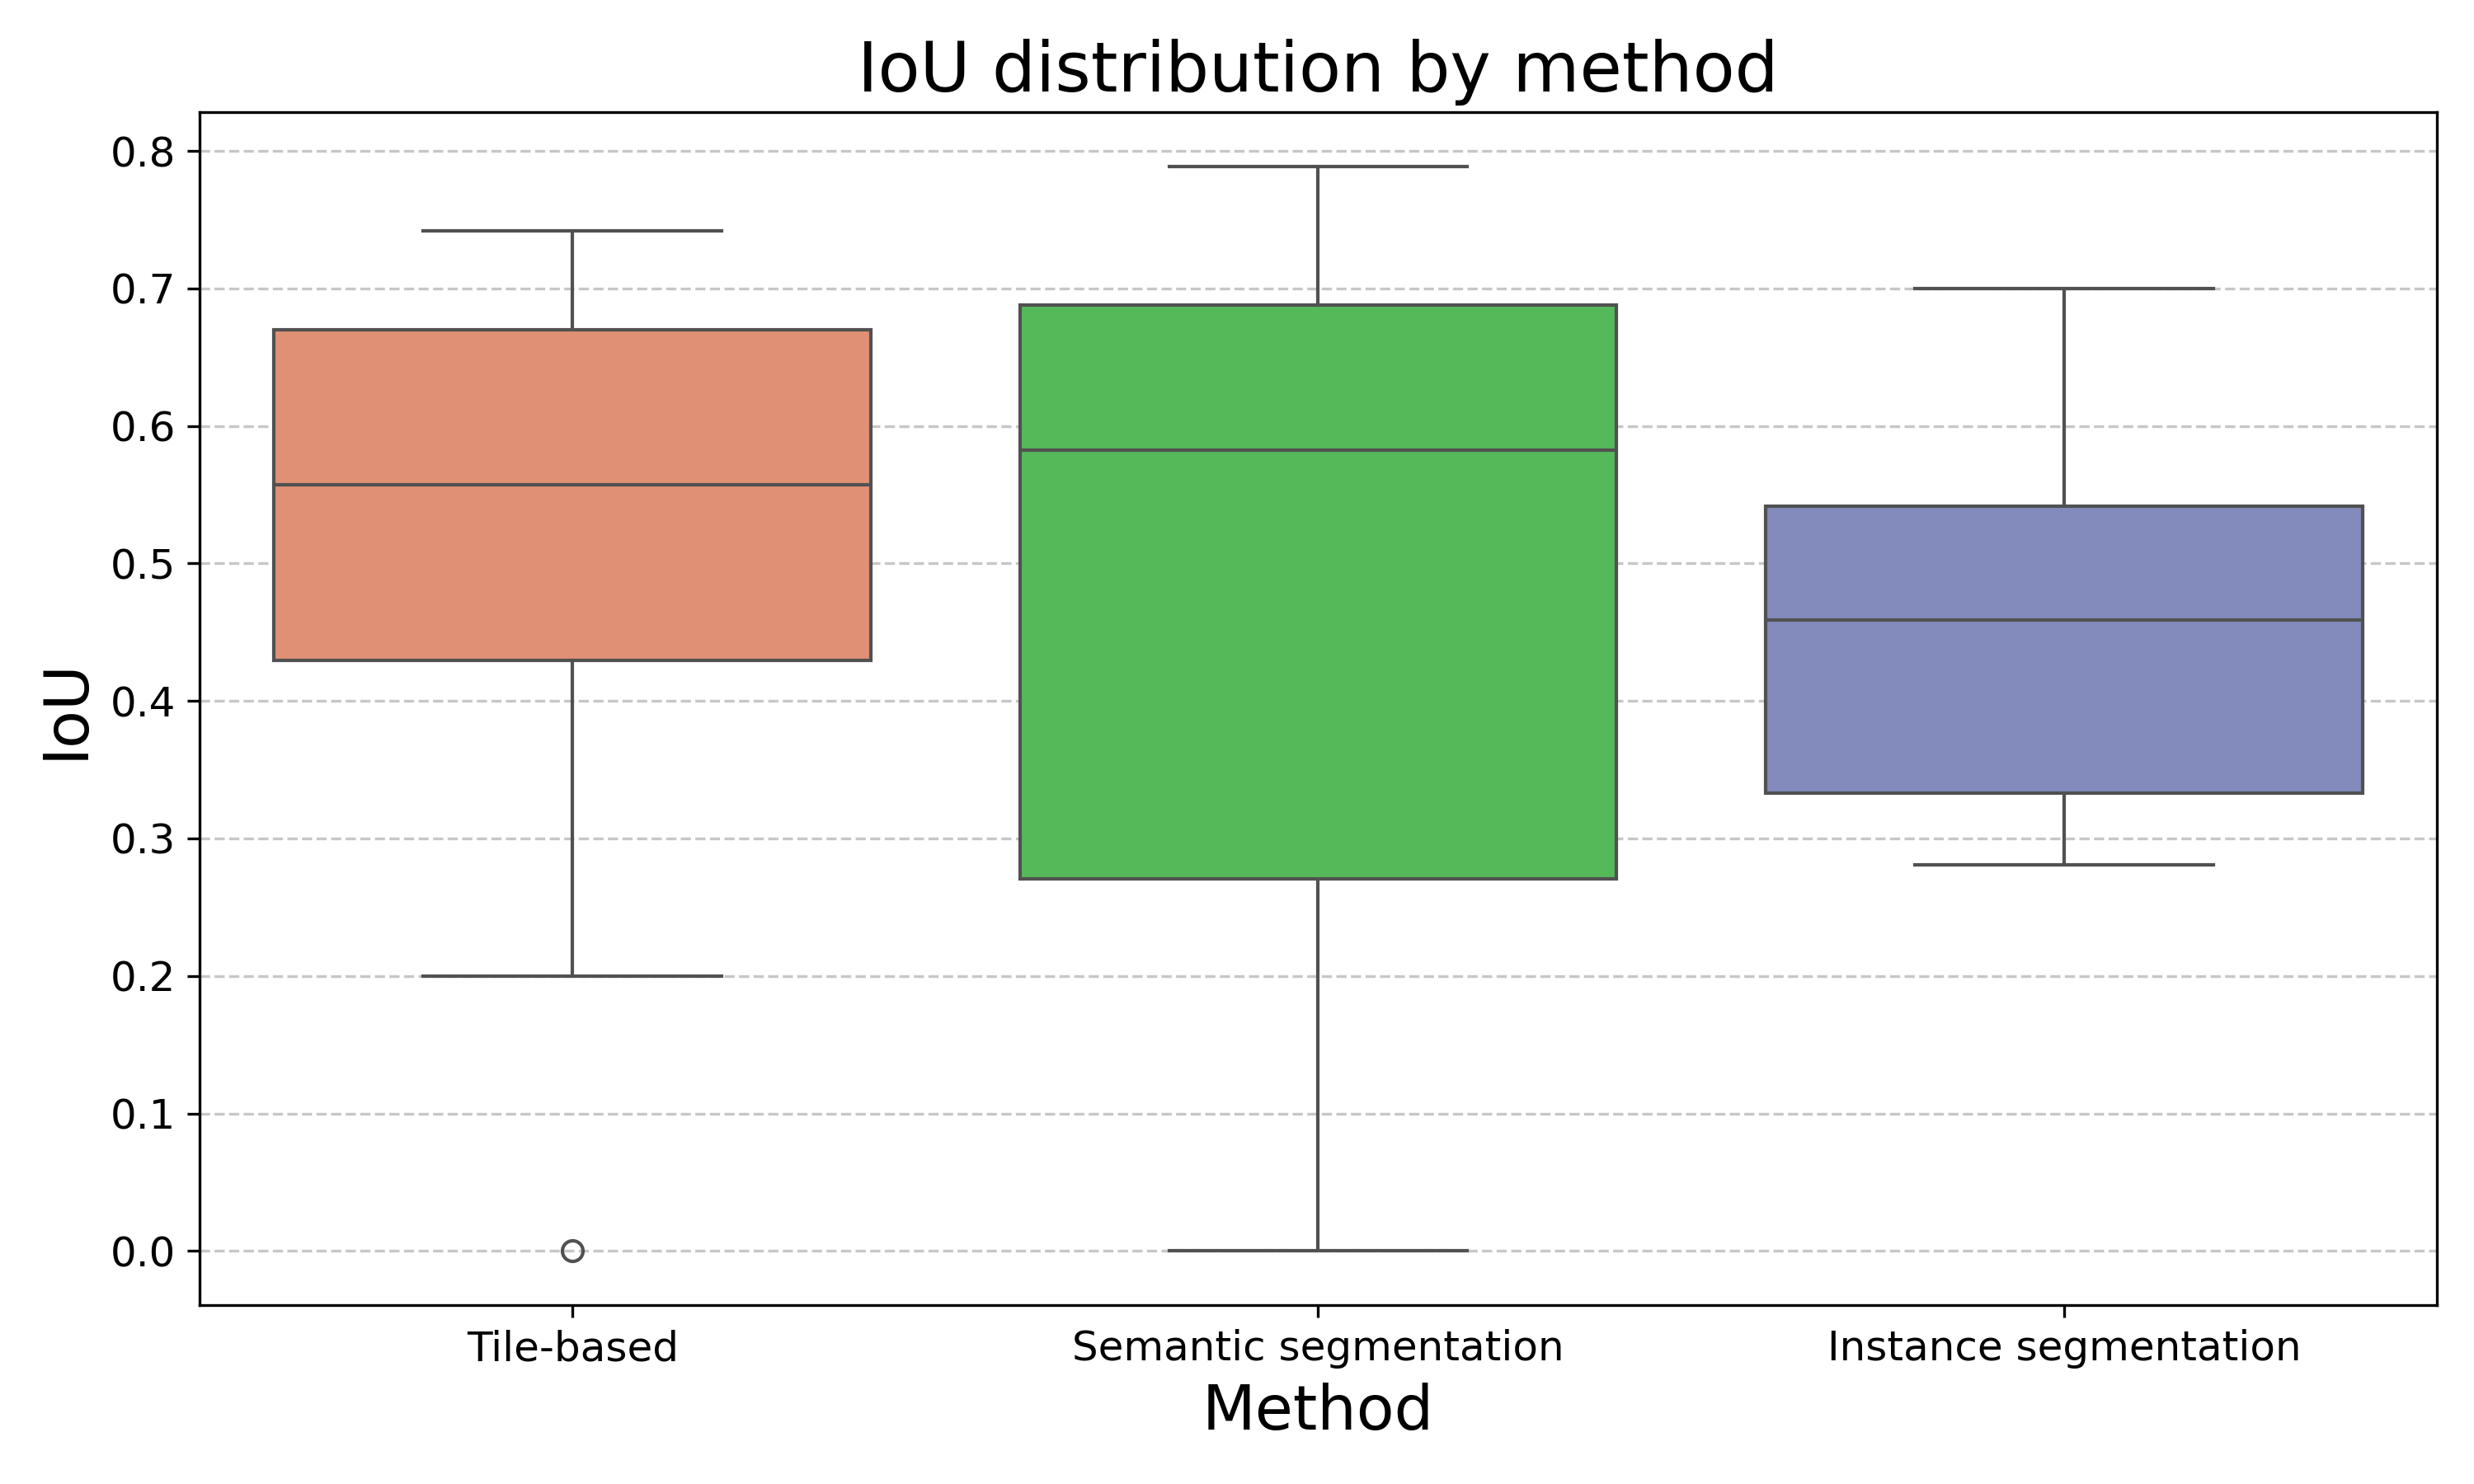 IoU distribution by method
IoU
0.8
0.7
0.6
0.5
0.4
0.3
0.2
0.1
0.0
Tile-based
Semantic segmentation
Instance segmentation
Method